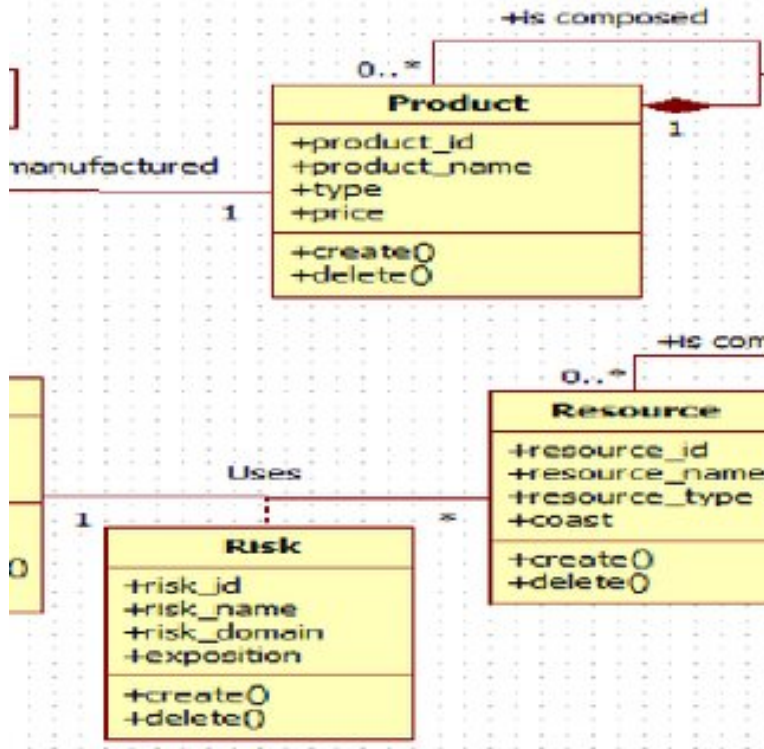 +is composed
0..*
Product
1
+product_id
+product_name
+type
+price
+create()
+delete()
manufactured
1
+is com
0..*
Resource
+resource_id
+resource_name
+resource_type
+coast
+create()
+delete()
Uses
1
*
()
Risk
+risk_id
+risk_name
+risk_domain
+exposition
+create()
+delete()